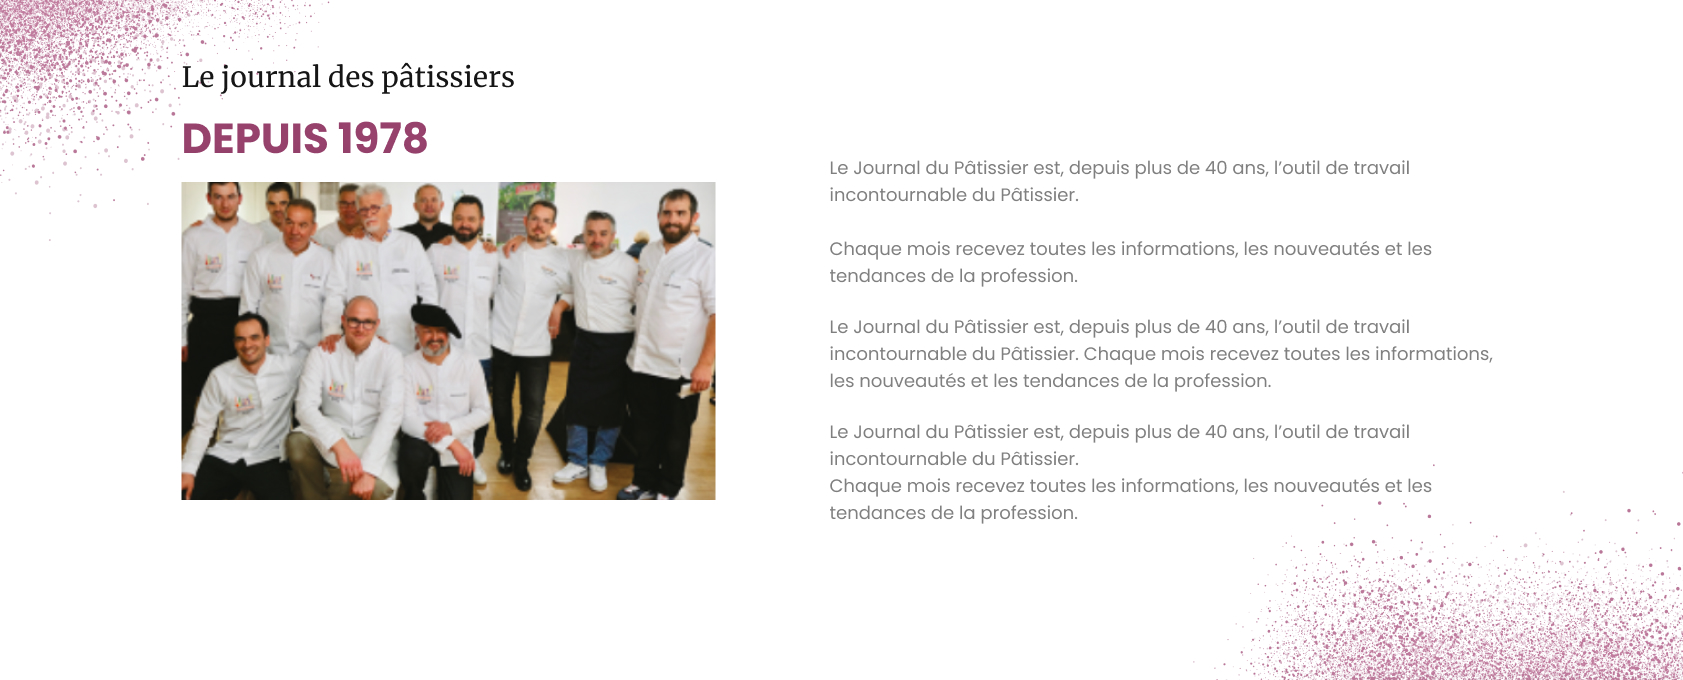 Le journal des pâtissiers
DEPUIS 1978
Le Journal du Pâtissier est, depuis plus de 40 ans, l’outil de travail
incontournable du Pâtissier.
Chaque mois recevez toutes les informations, les nouveautés et les
tendances de la profession.
Le Journal du Pâtissier est, depuis plus de 40 ans, l’outil de travail
incontournable du Pâtissier. Chaque mois recevez toutes les informations,
les nouveautés et les tendances de la profession.
Le Journal du Pâtissier est, depuis plus de 40 ans, l’outil de travail
incontournable du Pâtissier.
Chaque mois recevez toutes les informations, les nouveautés et les
tendances de la profession.